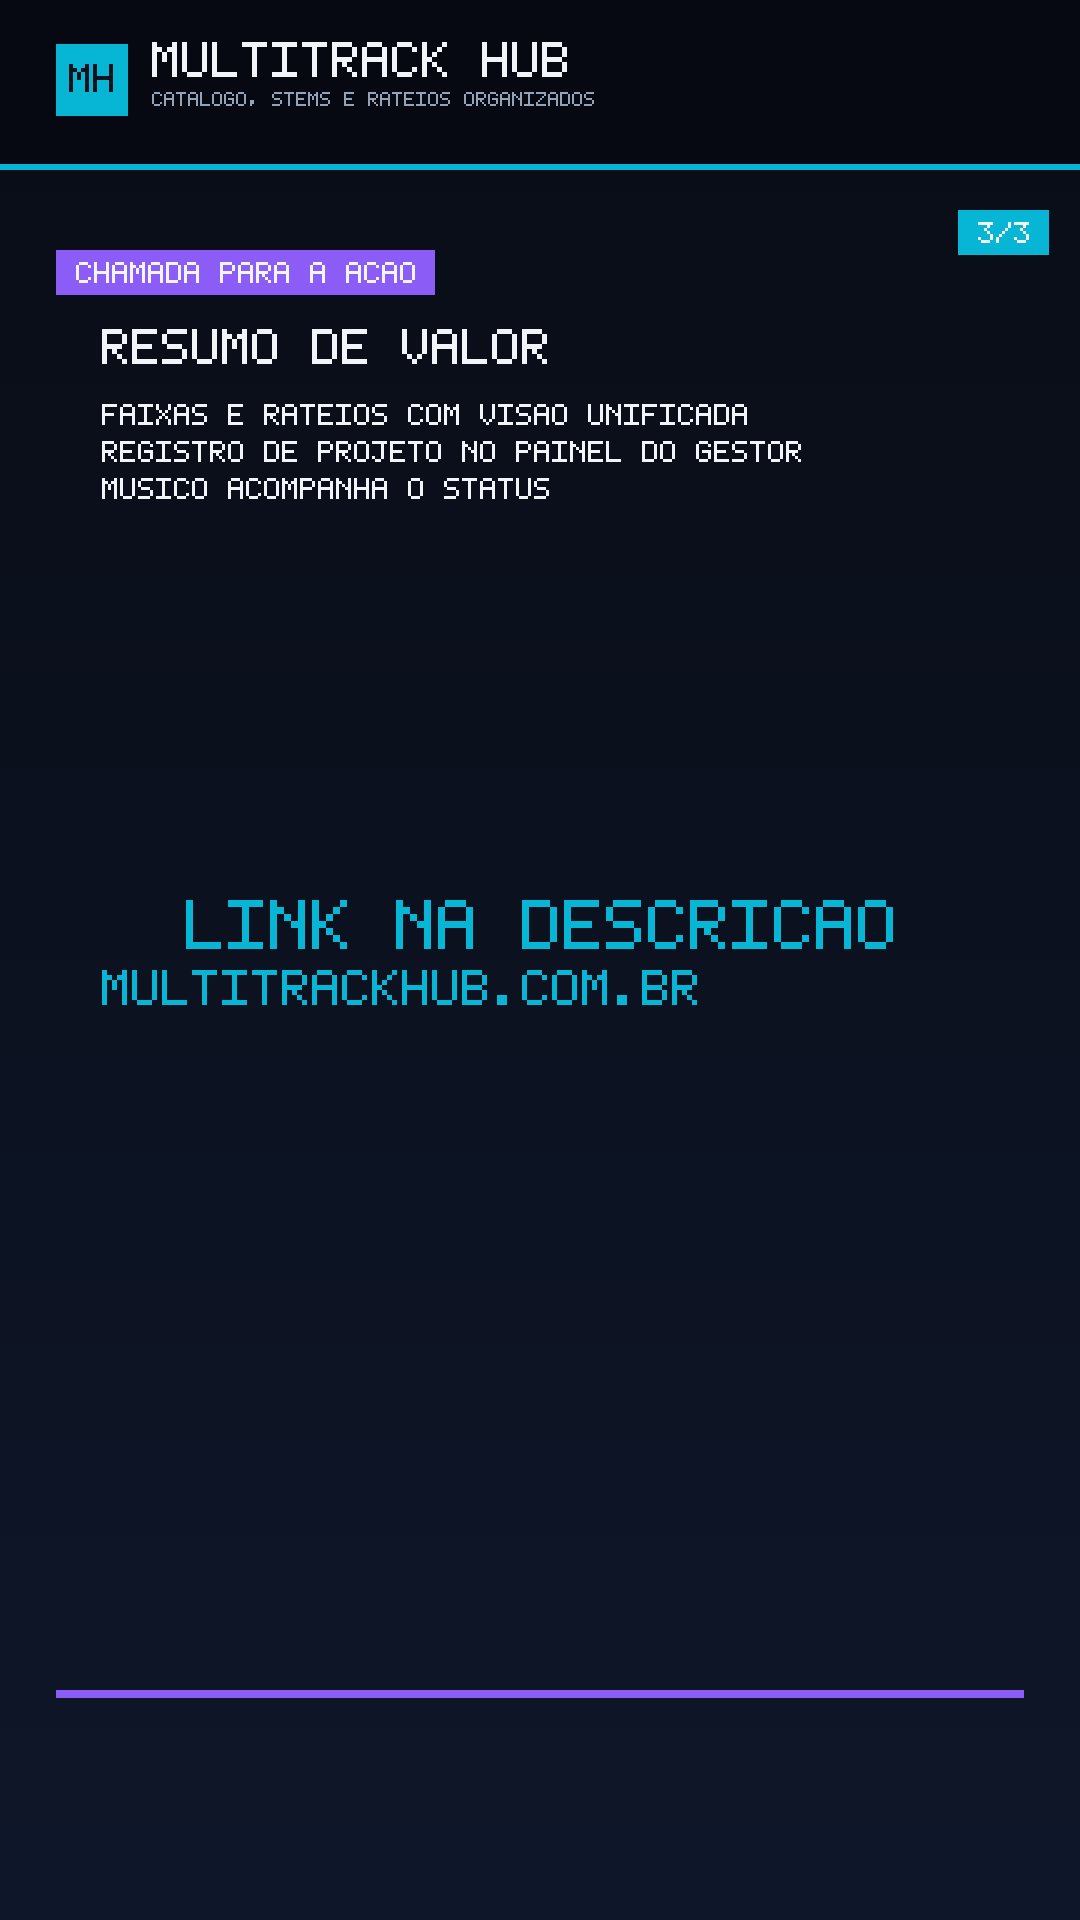 MH
MULTITRACK HUB
CATALOGO, STEMS E RATEIOS ORGANIZADOS
3/3
CHAMADA PARA A ACAO
RESUMO DE VALOR
FAIXAS E RATEIOS COM VISAO UNIFICADA
REGISTRO DE PROJETO NO PAINEL DO GESTOR
MUSICO ACOMPANHA O STATUS
LINK NA DESCRICAO
MULTITRACKHUB.COM.BR